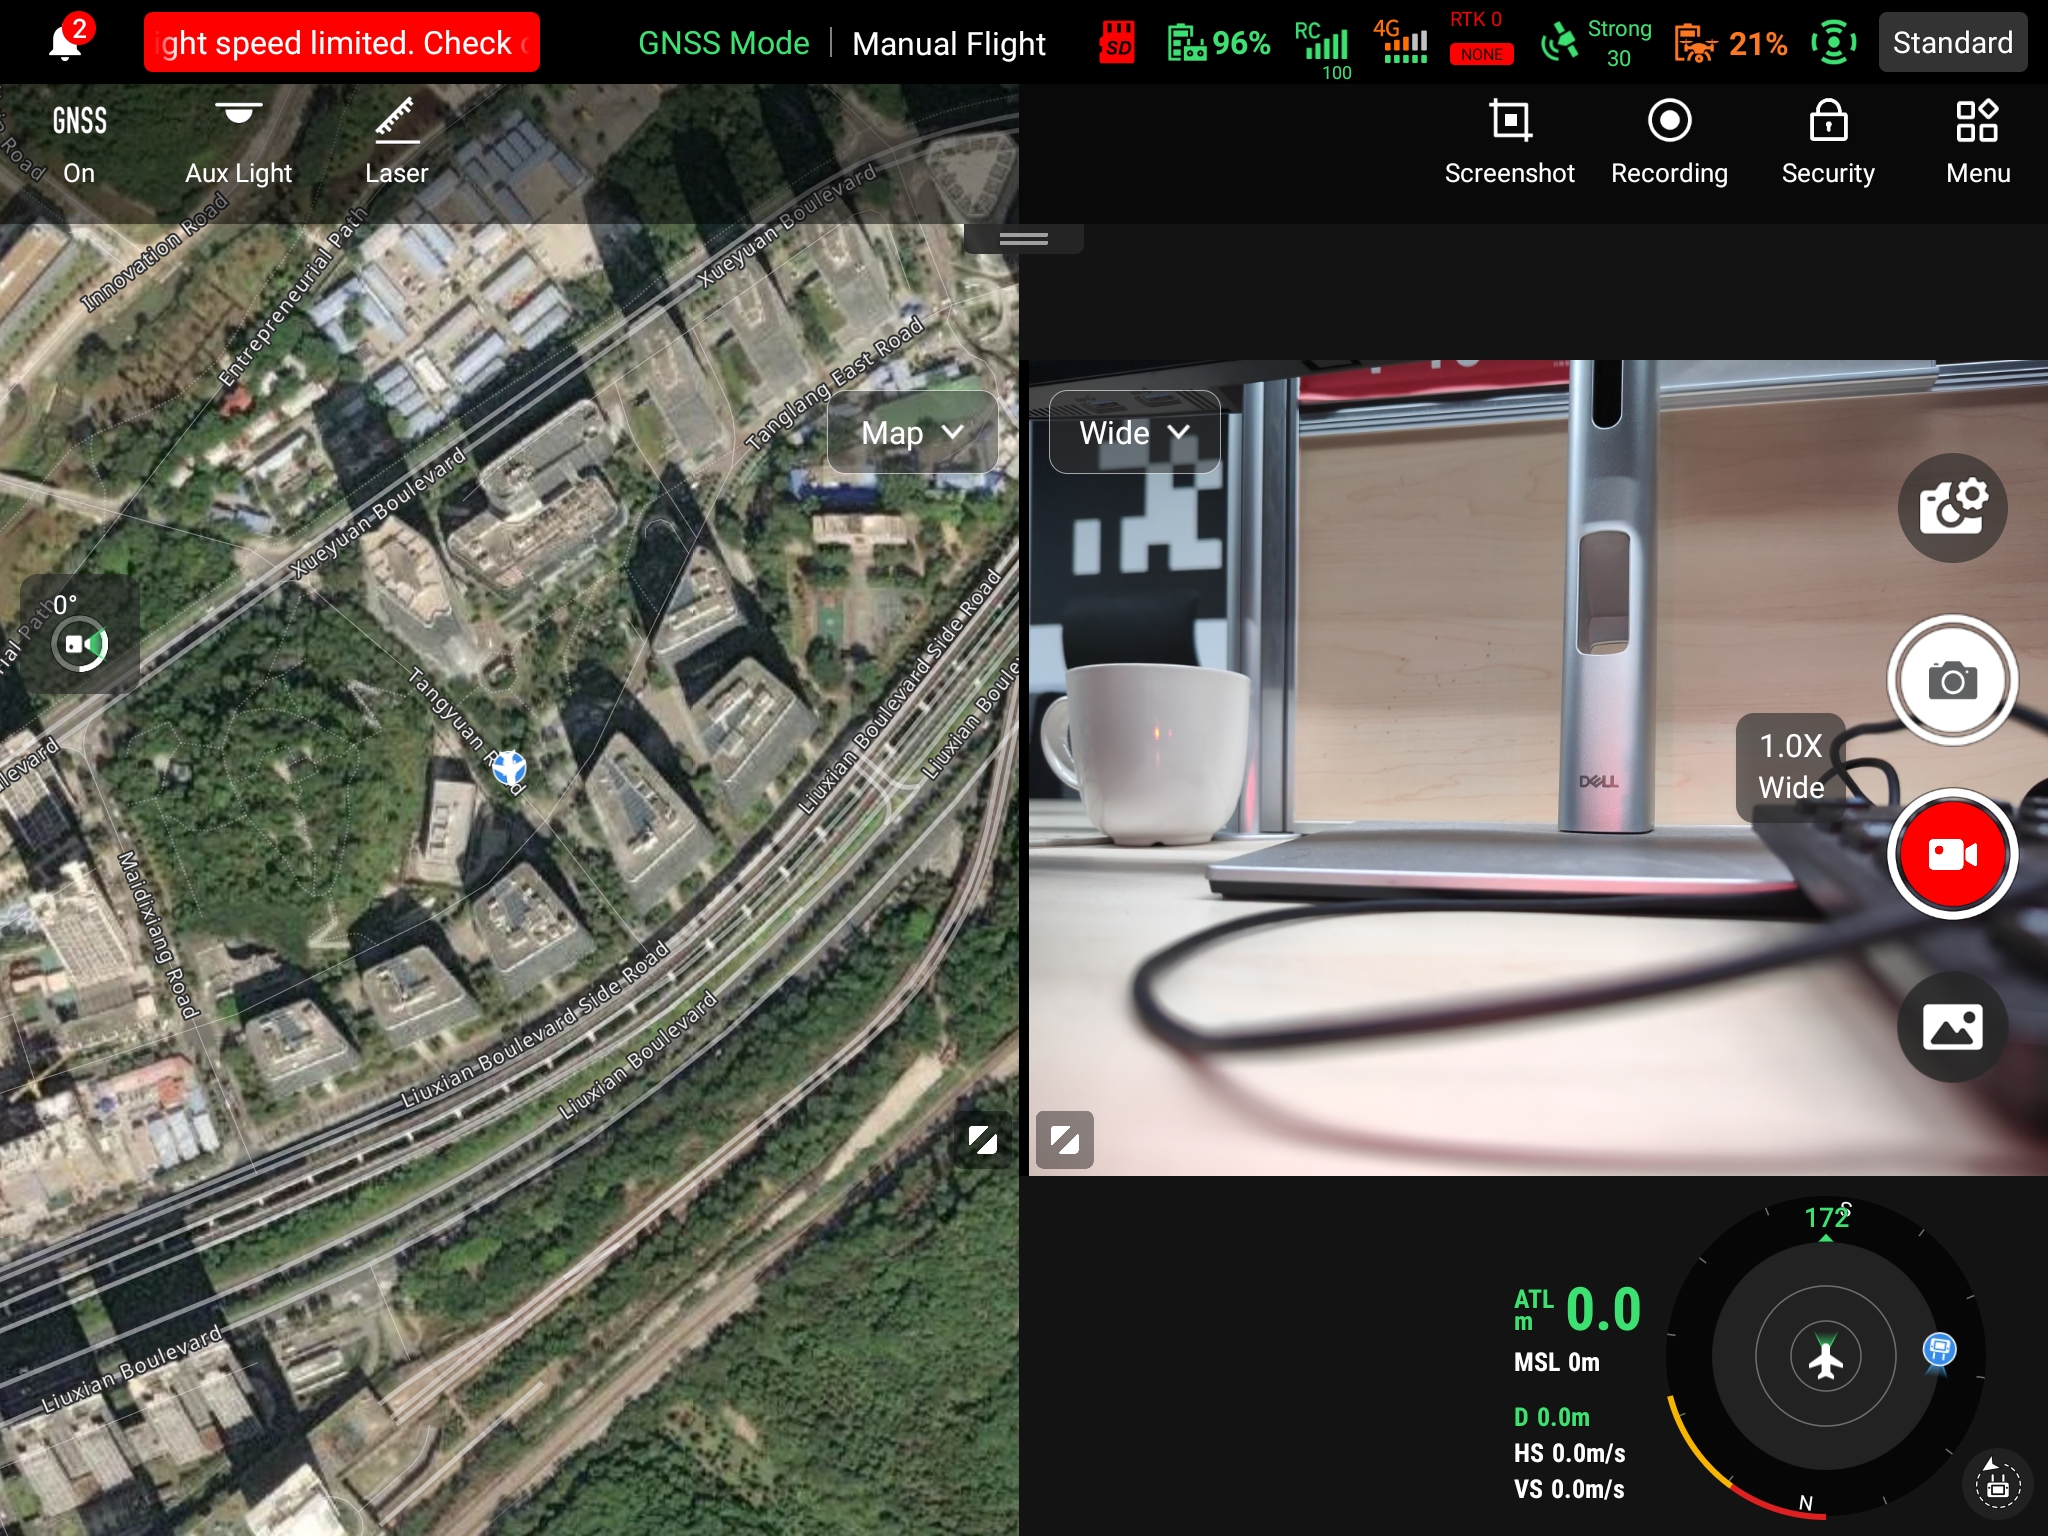 2
ight speed limited. Check
GNSS Mode
Manual Flight
SD
96%
RC
100
4G
RTK 0
NONE
Strong
30
21%
Standard
GNSS
On
Aux Light
Laser
Screenshot
Recording
Security
Menu
Innovation Road
Entrepreneurial Path
Xueyuan Boulevard
Tanglang East Road
Map
Wide
Xueyuan Boulevard
0°
Tangyuan Road
Liuxian Boulevard Side Road
Liuxian Boule
levard
Maidixiang Road
1.0X
Wide
DELL
Liuxian Boulevard Side Road
Liuxian Boulevard
Liuxian Boulevard
172
S
ATL
m
0.0
MSL 0m
D 0.0m
HS 0.0m/s
VS 0.0m/s
N